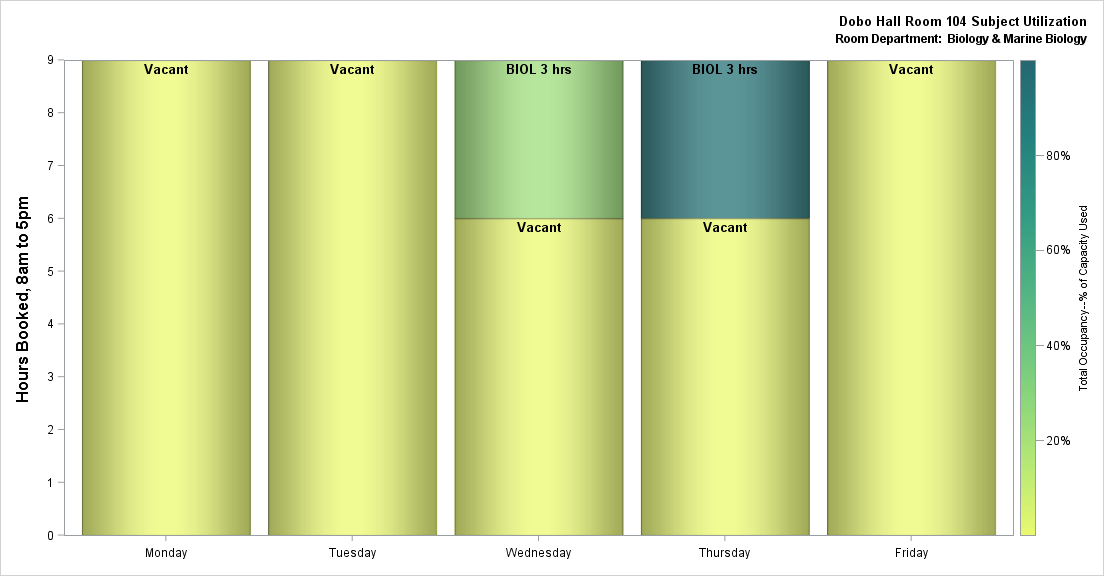 Dobo Hall Room 104 Subject Utilization
Room Department: Biology & Marine Biology
Hours Booked, 8am to 5pm
9
8
7
6
5
4
3
2
1
0
Vacant
Vacant
BIOL 3 hrs
BIOL 3 hrs
Vacant
Vacant
Vacant
Monday
Tuesday
Wednesday
Thursday
Friday
80%
60%
40%
20%
Total Occupancy--% of Capacity Used